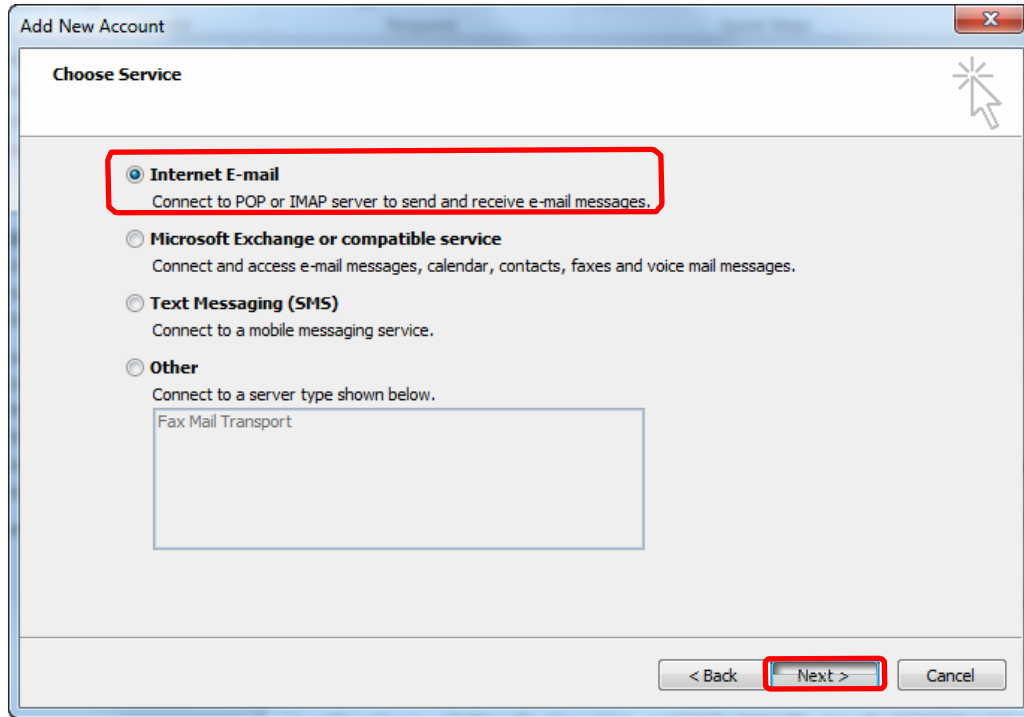 Add New Account
Choose Service
Internet E-mail
Connect to POP or IMAP server to send and receive e-mail messages.
Microsoft Exchange or compatible service
Connect and access e-mail messages, calendar, contacts, faxes and voice mail messages.
Text Messaging (SMS)
Connect to a mobile messaging service.
Other
Connect to a server type shown below.
Fax Mail Transport
< Back Next > Cancel